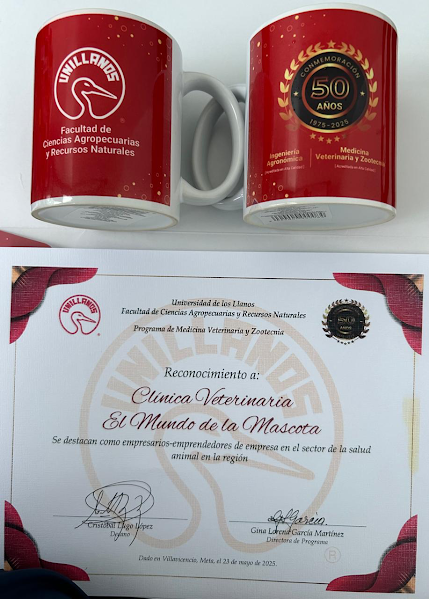 UNILLANOS
Facultad de
Ciencias Agropecuarias
y Recursos Naturales
CONMEMORACIÓN
50
AÑOS
1975-2025
Ingeniería
Agronómica
Medicina
Veterinaria y Zootecnia
UNILLANOS
Universidad de los Llanos
Facultad de Ciencias Agropecuarias y Recursos Naturales
Programa de Medicina Veterinaria y Zootecnia
Reconocimiento a:
Clínica Veterinaria
El Mundo de la Mascota
Se destacan como empresarios-emprendedores de empresa en el sector de la salud
animal en la región
UNILLANOS
Cristóbal Lugo López
Decano
Gina Lorena García Martínez
Directora de Programa
Dado en Villavicencio, Meta, el 23 de mayo de 2025.